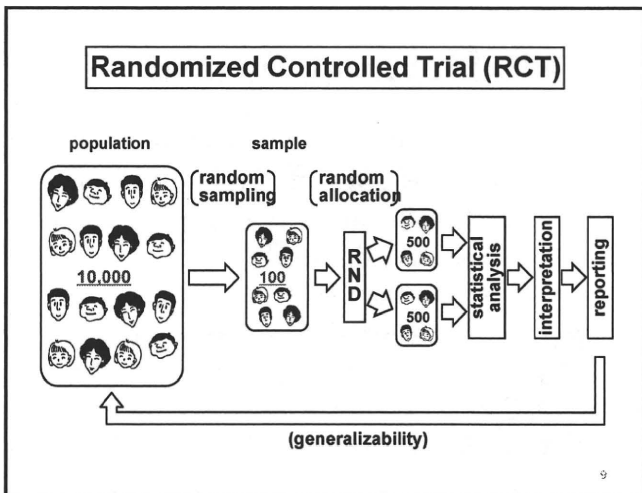 Randomized Controlled Trial (RCT)
population
sample
(random sampling)
(random allocation)
10,000
100
RND
500
500
statistical analysis
interpretation
reporting
(generalizability)
9